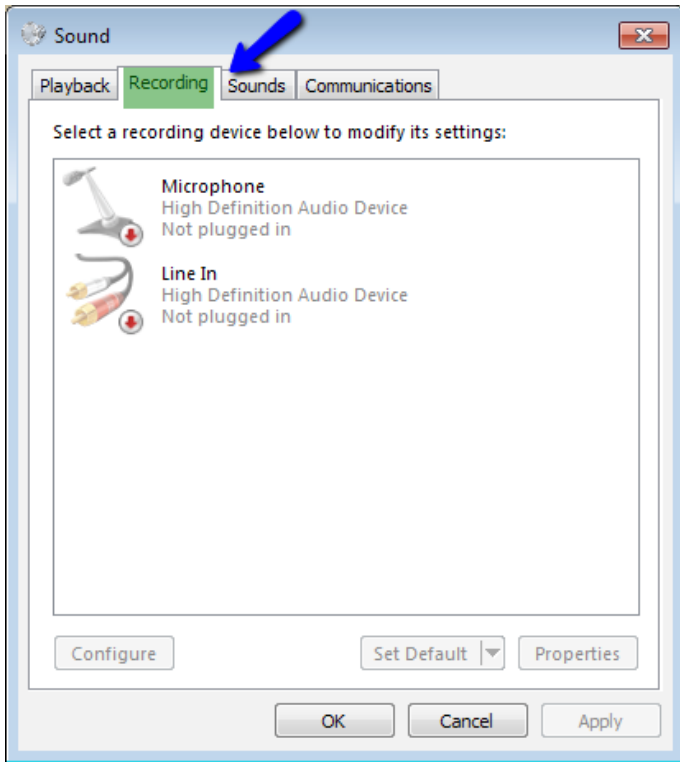 Sound
Playback Recording Sounds Communications
Select a recording device below to modify its settings:
Microphone
High Definition Audio Device
Not plugged in
Line In
High Definition Audio Device
Not plugged in
Configure Set Default Properties
OK Cancel Apply